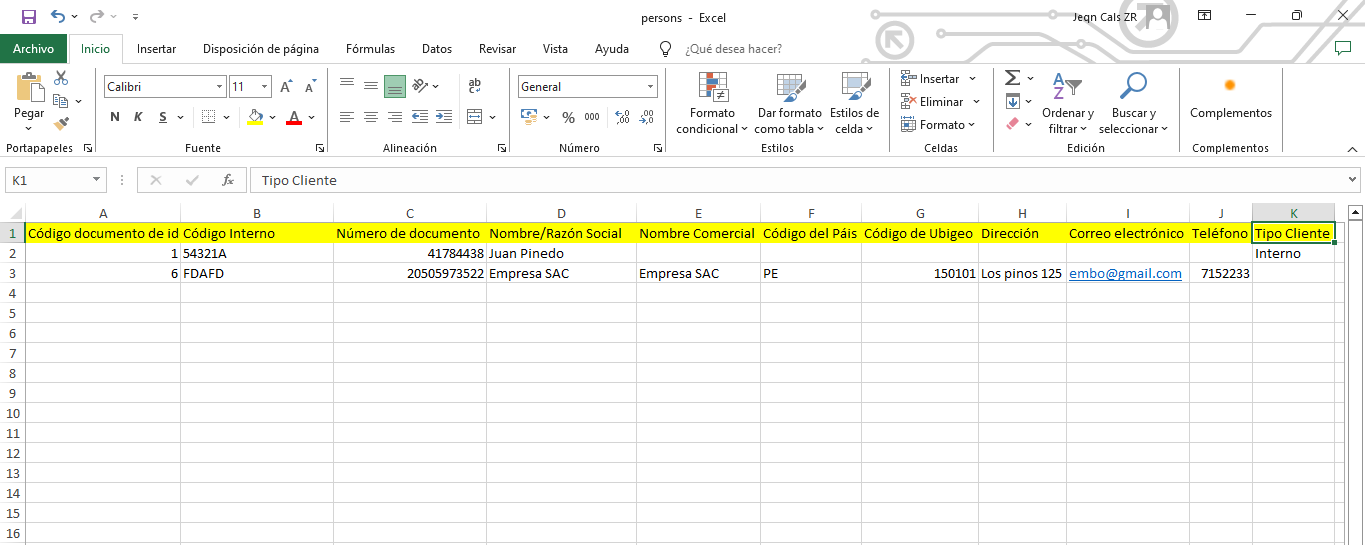 persons - Excel
Jeqn Cals ZR
Archivo Inicio Insertar Disposición de página Fórmulas Datos Revisar Vista Ayuda ¿Qué desea hacer?
Pegar
Portapapeles
Calibri 11
N K S
Fuente
ab
Alineación
General
% 000
Número
Formato condicional
Dar formato como tabla
Estilos de celda
Estilos
Insertar
Eliminar
Formato
Celdas
Ordenar y filtrar
Buscar y seleccionar
Edición
Complementos
Complementos
K1 fx Tipo Cliente
A B C D E F G H I J K
1 Código documento de id Código Interno Número de documento Nombre/Razón Social Nombre Comercial Código del Páis Código de Ubigeo Dirección Correo electrónico Teléfono Tipo Cliente
2 1 54321A 41784438 Juan Pinedo Interno
3 6 FDAFD 20505973522 Empresa SAC Empresa SAC PE 150101 Los pinos 125 embo@gmail.com 7152233
4
5
6
7
8
9
10
11
12
13
14
15
16